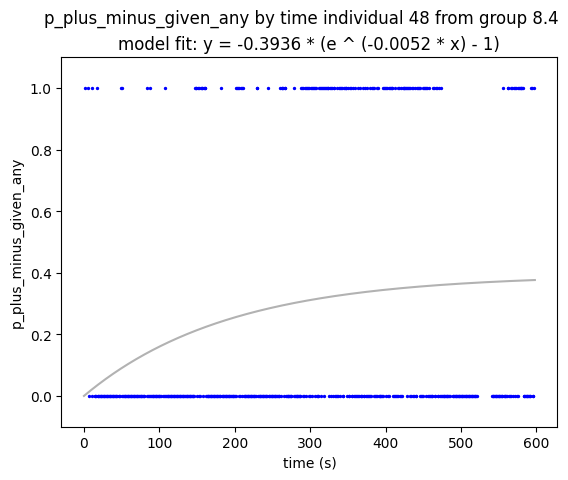 p_plus_minus_given_any by time individual 48 from group 8.4
model fit: y = -0.3936 * (e ^ (-0.0052 * x) - 1)
1.0
0.8
0.6
0.4
0.2
0.0
p_plus_minus_given_any
0 100 200 300 400 500 600
time (s)